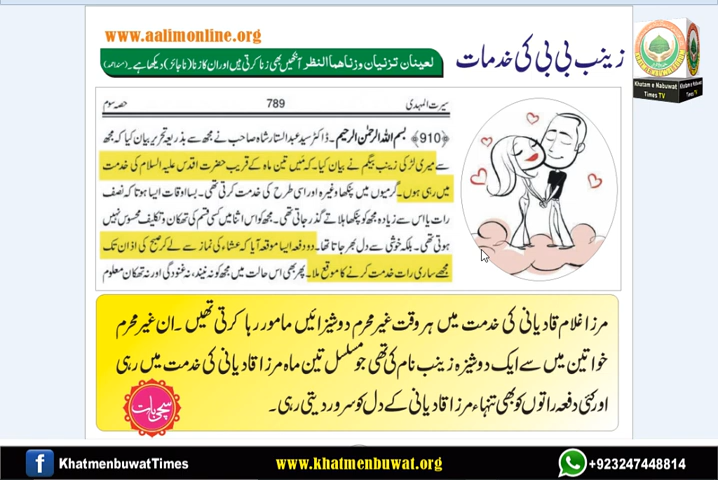 www.aalimonline.org
زینب بی بی کی خدمات
لعینان تزنیان وزناھما النظر آنکھیں بھی زنا کرتی ہیں اور ان کا زنا (ناجائز) دیکھنا ہے۔
Khatam e Nabuwat
Times TV
سیرت المہدی 789 حصہ سوم
﴿910﴾ بسم اللہ الرحمٰن الرحیم۔ ڈاکٹر سید عبدالستار شاہ صاحب نے مجھ سے بذریعہ تحریر بیان کیا کہ مجھ
سے میری لڑکی زینب بیگم نے بیان کیا۔ کہ میں تین ماہ کے قریب حضرت اقدس علیہ السلام کی خدمت
میں رہی ہوں۔ گرمیوں میں پنکھا وغیرہ اور اسی طرح کی خدمت کرتی تھی۔ بسا اوقات ایسا ہوتا کہ نصف
رات یا اس سے زیادہ مجھ کو پنکھا ہلاتے گذر جاتی تھی۔ مجھ کو اس اثنا میں کسی قسم کی تھکان و تکلیف محسوس نہیں
ہوتی تھی۔ بلکہ خوشی سے دل بھر جاتا تھا۔ دو دفعہ ایسا موقعہ آیا کہ عشاء کی نماز سے لے کر صبح کی اذان تک
مجھے ساری رات خدمت کرنے کا موقع ملا۔ پھر بھی اس حالت میں مجھ کو نہ نیند، نہ غنودگی اور نہ تھکان معلوم
مرزا غلام قادیانی کی خدمت میں ہر وقت غیر محرم دوشیزائیں مامور رہا کرتی تھیں۔ ان غیر محرم
خواتین میں سے ایک دوشیزہ زینب نام کی تھی جو مسلسل تین ماہ مرزا قادیانی کی خدمت میں رہی
اور کئی دفعہ راتوں کو بھی تنہاء مرزا قادیانی کے دل کو سرور دیتی رہی۔
سچی بات
KhatmenbuwatTimes
www.khatmenbuwat.org
+923247448814